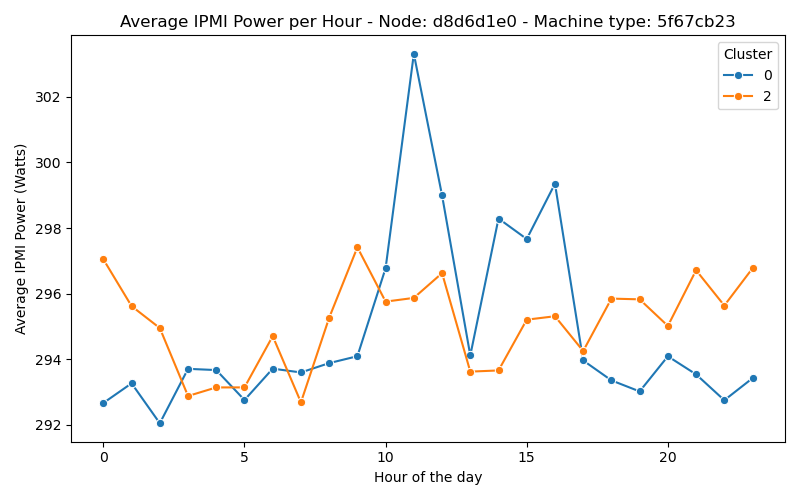 Average IPMI Power per Hour - Node: d8d6d1e0 - Machine type: 5f67cb23
Cluster
0
2
Average IPMI Power (Watts)
302
300
298
296
294
292
0 5 10 15 20
Hour of the day